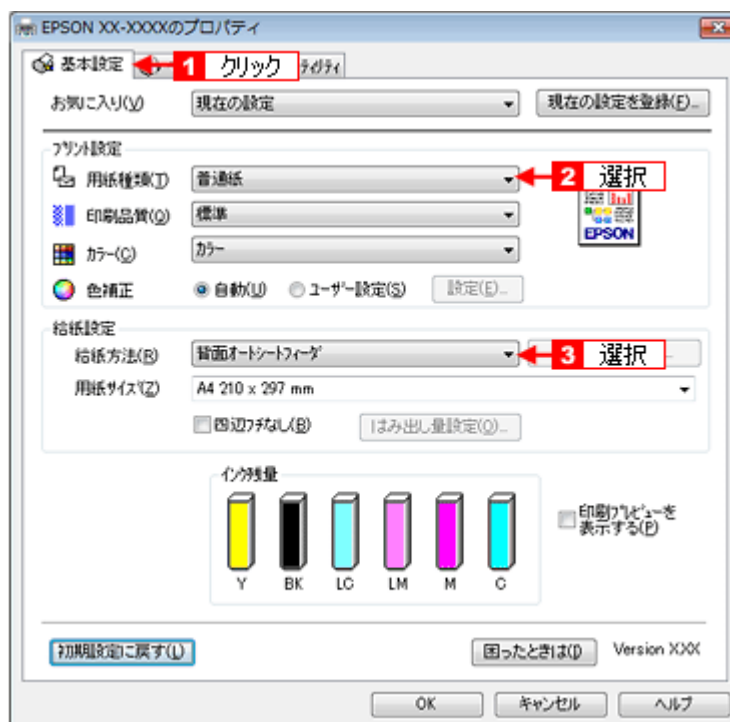 EPSON XX-XXXXのプロパティ
基本設定
1 クリック
ティリティ
お気に入り(V) 現在の設定 現在の設定を登録(F)...
プリント設定
用紙種類(T) 普通紙 2 選択
印刷品質(Q) 標準
EPSON
カラー(C) カラー
色補正 自動(U) ユーザー設定(S) 設定(E)...
給紙設定
給紙方法(R) 背面オートシートフィーダ 3 選択
用紙サイズ(Z) A4 210 x 297 mm
四辺フチなし(B) はみ出し量設定(O)...
インク残量
Y BK LC LM M C
印刷プレビューを
表示する(P)
初期設定に戻す(L) 困ったときは(I) Version X.XX
OK キャンセル ヘルプ